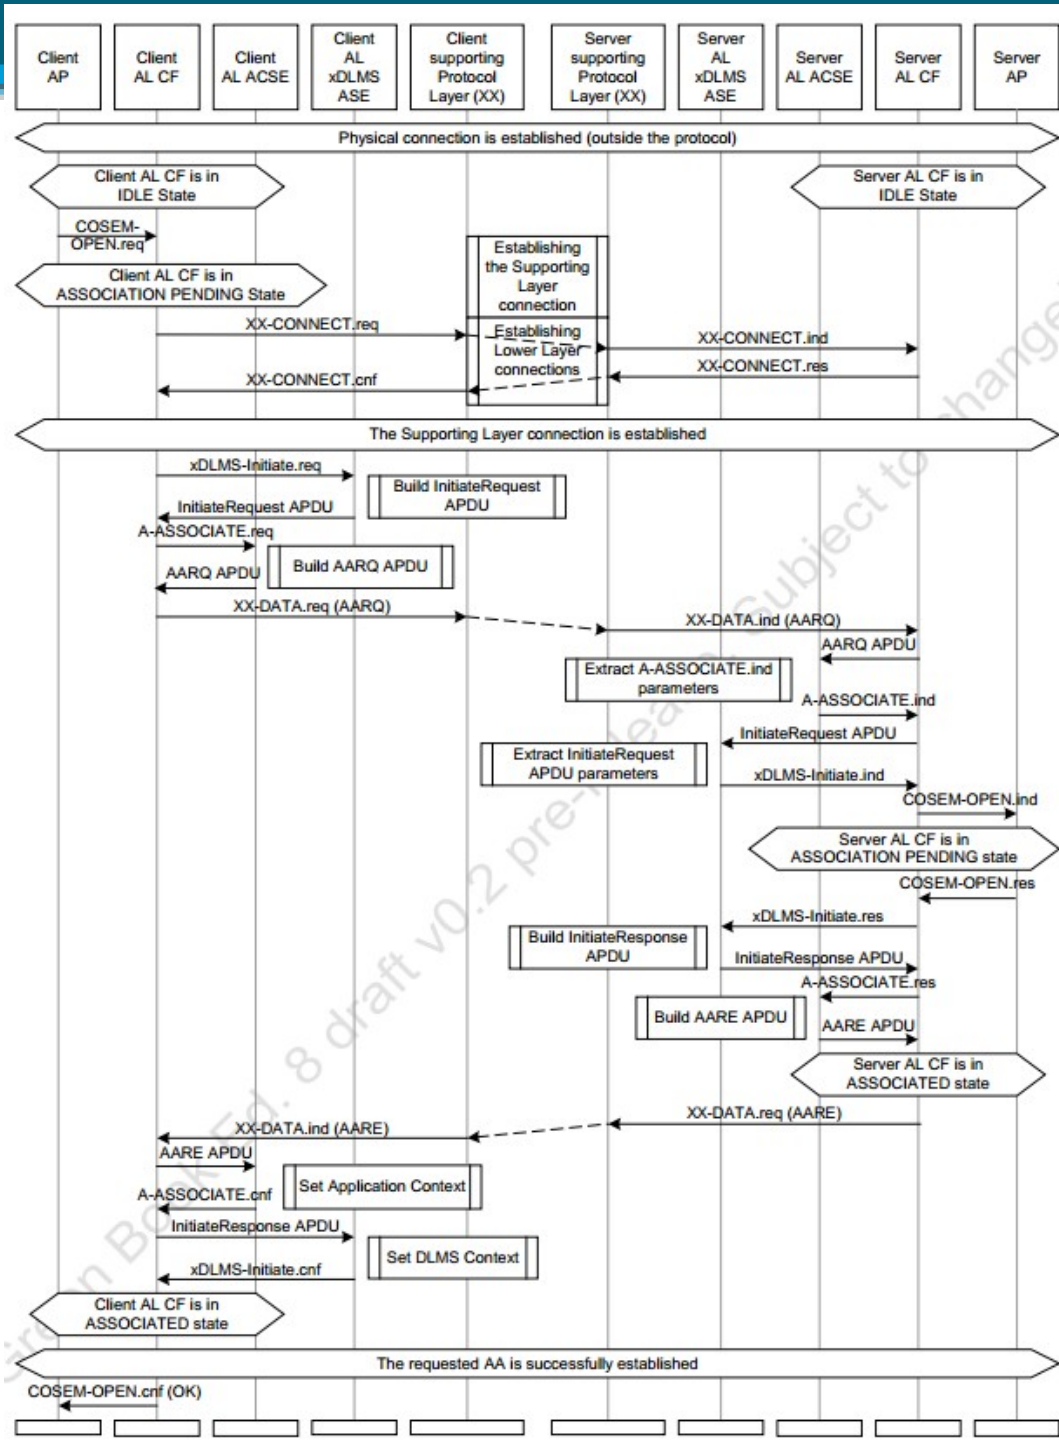 Client
AP
Client
AL CF
Client
AL ACSE
Client
AL
xDLMS
ASE
Client
supporting
Protocol
Layer (XX)
Server
supporting
Protocol
Layer (XX)
Server
AL
xDLMS
ASE
Server
AL ACSE
Server
AL CF
Server
AP
Physical connection is established (outside the protocol)
Client AL CF is in
IDLE State
Server AL CF is in
IDLE State
COSEM-
OPEN.req
Client AL CF is in
ASSOCIATION PENDING State
Establishing
the Supporting
Layer
connection
XX-CONNECT.req
Establishing
Lower Layer
connections
XX-CONNECT.ind
XX-CONNECT.res
XX-CONNECT.cnf
The Supporting Layer connection is established
xDLMS-Initiate.req
Build InitiateRequest
APDU
InitiateRequest APDU
A-ASSOCIATE.req
Build AARQ APDU
AARQ APDU
XX-DATA.req (AARQ)
XX-DATA.ind (AARQ)
AARQ APDU
Extract A-ASSOCIATE.ind
parameters
A-ASSOCIATE.ind
InitiateRequest APDU
Extract InitiateRequest
APDU parameters
xDLMS-Initiate.ind
COSEM-OPEN.ind
Server AL CF is in
ASSOCIATION PENDING state
COSEM-OPEN.res
xDLMS-Initiate.res
Build InitiateResponse
APDU
InitiateResponse APDU
A-ASSOCIATE.res
Build AARE APDU
AARE APDU
Server AL CF is in
ASSOCIATED state
XX-DATA.req (AARE)
XX-DATA.ind (AARE)
AARE APDU
Set Application Context
A-ASSOCIATE.cnf
InitiateResponse APDU
Set DLMS Context
xDLMS-Initiate.cnf
Client AL CF is in
ASSOCIATED state
The requested AA is successfully established
COSEM-OPEN.cnf (OK)
Book Ed. 8 draft v0.2 Subject to